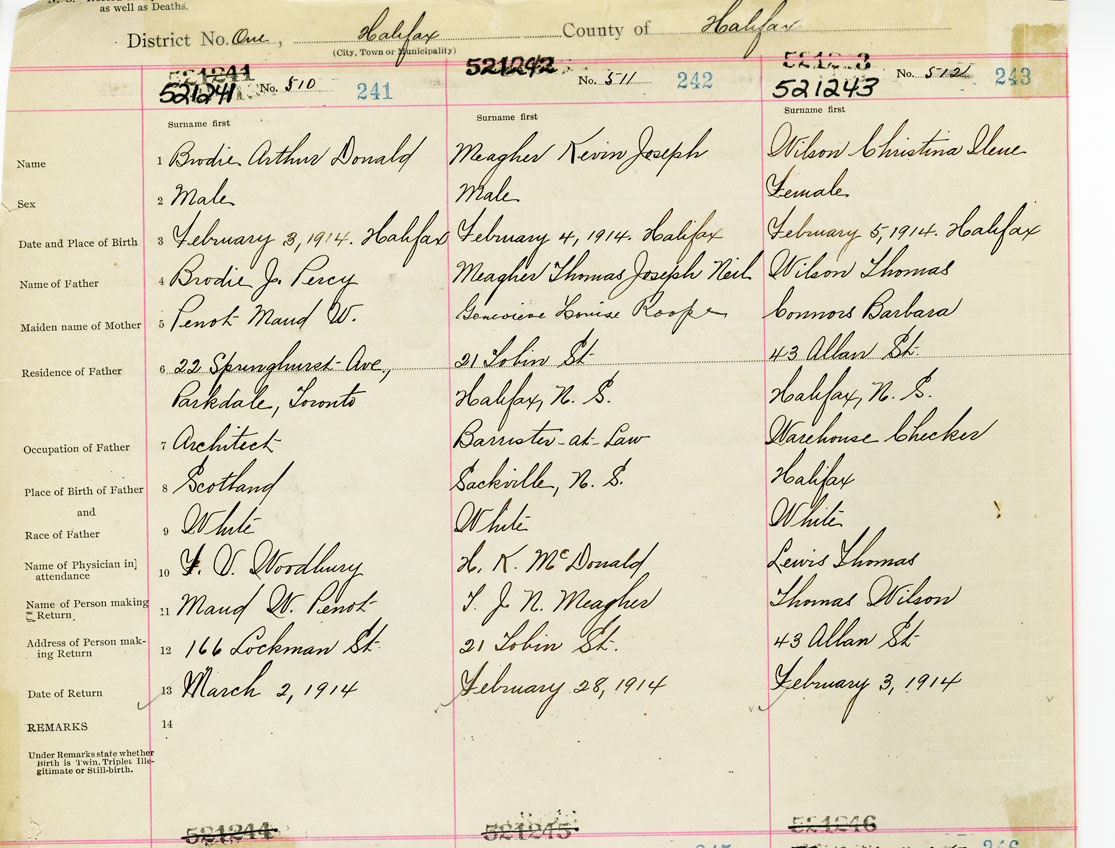 as well as Deaths.
District No. One, Halifax County of Halifax
(City, Town or Municipality)
521241 521242
521241 No. 510 241 No. 511 242 521243 No. 512 243
Surname first Surname first Surname first
Name 1 Brodie Arthur Donald Meagher Kevin Joseph Wilson Christina Ilene
Sex 2 Male Male Female
Date and Place of Birth 3 February 3, 1914. Halifax February 4, 1914. Halifax February 5, 1914. Halifax
Name of Father 4 Brodie J. Percy Meagher Thomas Joseph Neil Wilson Thomas
Maiden name of Mother 5 Penot Maud W. Genevieve Louise Roope Connors Barbara
Residence of Father 6 22 Springhurst Ave., 21 Tobin St. 43 Allan St.
Parkdale, Toronto Halifax, N. S. Halifax, N. S.
Occupation of Father 7 Architect Barrister-at-Law Warehouse Checker
Place of Birth of Father 8 Scotland Sackville, N. S. Halifax
and
Race of Father 9 White White White
Name of Physician in attendance 10 F. V. Woodbury H. K. McDonald Lewis Thomas
Name of Person making Return 11 Maud W. Penot T. J. N. Meagher Thomas Wilson
Address of Person mak-
ing Return 12 166 Lockman St. 21 Tobin St. 43 Allan St
Date of Return 13 March 2, 1914 February 28, 1914 February 3, 1914
REMARKS 14
Under Remarks state whether
Birth is Twin, Triplet Ille-
gitimate or Still-birth.
521244 521245 521246